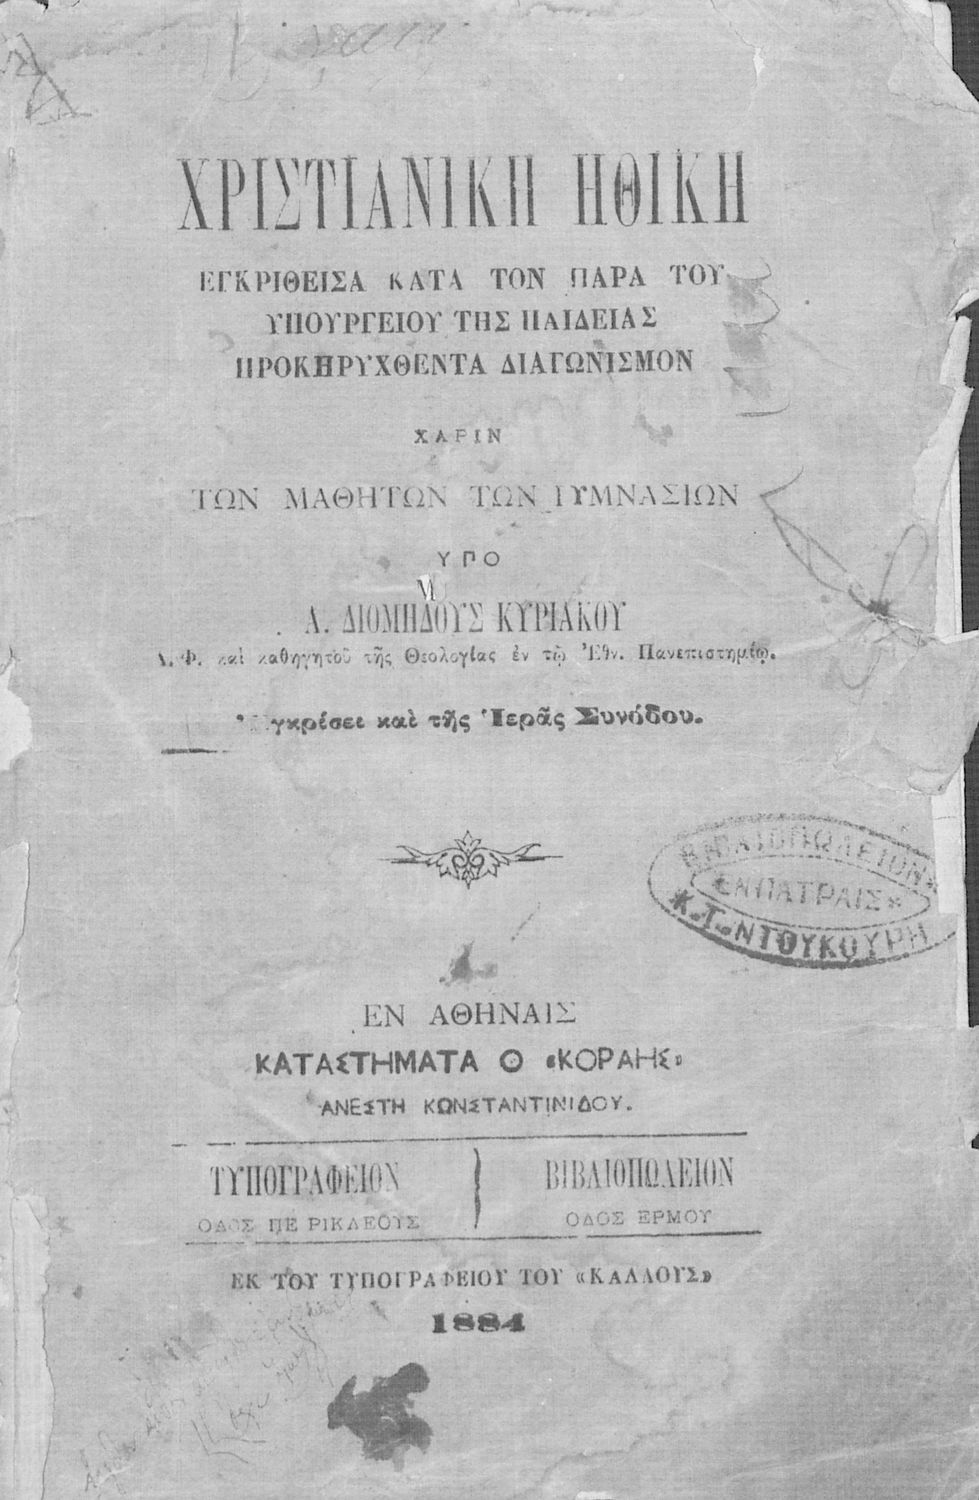 ΧΡΙΣΤΙΑΝΙΚΗ ΗΘΙΚΗ
ΕΓΚΡΙΘΕΙΣΑ ΚΑΤΑ ΤΟΝ ΠΑΡΑ ΤΟΥ
ΥΠΟΥΡΓΕΙΟΥ ΤΗΣ ΠΑΙΔΕΙΑΣ
ΠΡΟΚΗΡΥΧΘΕΝΤΑ ΔΙΑΓΩΝΙΣΜΟΝ
ΧΑΡΙΝ
ΤΩΝ ΜΑΘΗΤΩΝ ΤΩΝ ΓΥΜΝΑΣΙΩΝ
ΥΠΟ
Α. ΔΙΟΜΗΔΟΥΣ ΚΥΡΙΑΚΟΥ
Δ. Φ. καὶ καθηγητοῦ τῆς Θεολογίας ἐν τῷ Ἐθν. Πανεπιστημίῳ.
γκρίσει καὶ τῆς Ἱερᾶς Συνόδου.
ΒΙΒΛΙΟΠΩΛΕΙΟΝ
ΕΝ ΠΑΤΡΑΙΣ
Κ. Τ. ΝΤΟΥΚΟΥΡΗ
ΕΝ ΑΘΗΝΑΙΣ
ΚΑΤΑΣΤΗΜΑΤΑ Ο «ΚΟΡΑΗΣ»
ΑΝΕΣΤΗ ΚΩΝΣΤΑΝΤΙΝΙΔΟΥ.
ΤΥΠΟΓΡΑΦΕΙΟΝ
ΟΔΟΣ ΠΕΡΙΚΛΕΟΥΣ
ΒΙΒΛΙΟΠΩΛΕΙΟΝ
ΟΔΟΣ ΕΡΜΟΥ
ΕΚ ΤΟΥ ΤΥΠΟΓΡΑΦΕΙΟΥ ΤΟΥ «ΚΑΛΛΟΥΣ»
1884